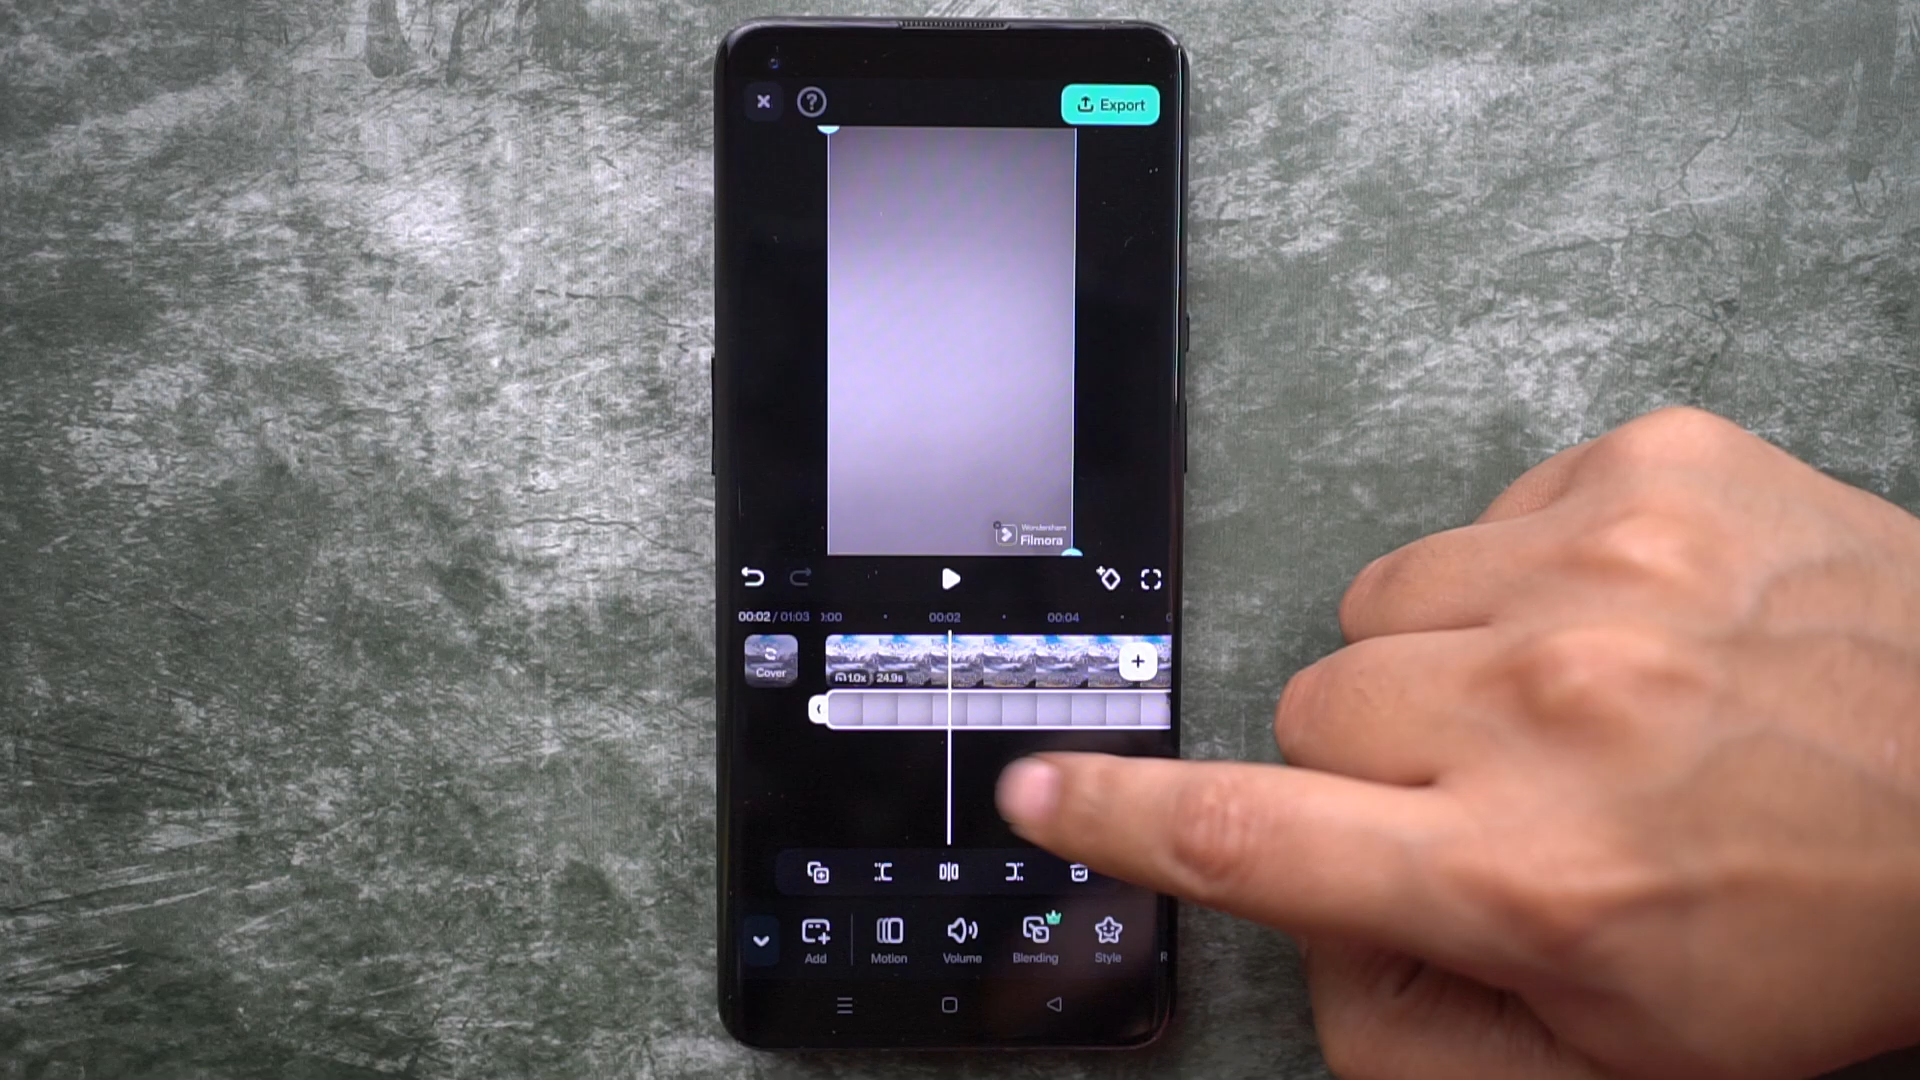 Export
Wondershare
Filmora
00:02 / 01:03
00:02
00:04
Cover
1.0x
24.9s
Add
Motion
Volume
Blending
Style
R